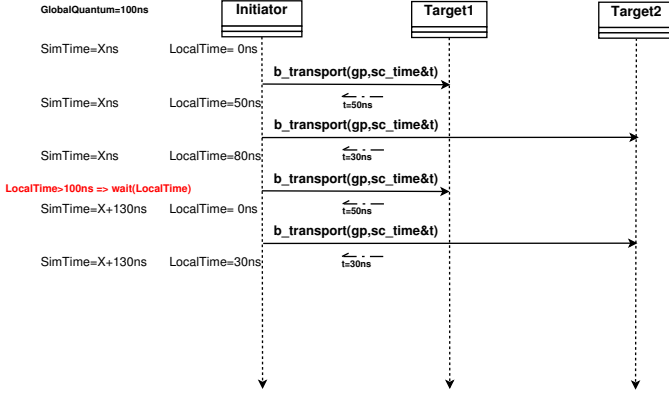 GlobalQuantum=100ns
Initiator Target1 Target2
SimTime=Xns LocalTime= 0ns
b_transport(gp,sc_time&t)
SimTime=Xns LocalTime=50ns t=50ns
b_transport(gp,sc_time&t)
SimTime=Xns LocalTime=80ns t=30ns
b_transport(gp,sc_time&t)
LocalTime>100ns => wait(LocalTime)
SimTime=X+130ns LocalTime= 0ns t=50ns
b_transport(gp,sc_time&t)
SimTime=X+130ns LocalTime=30ns t=30ns